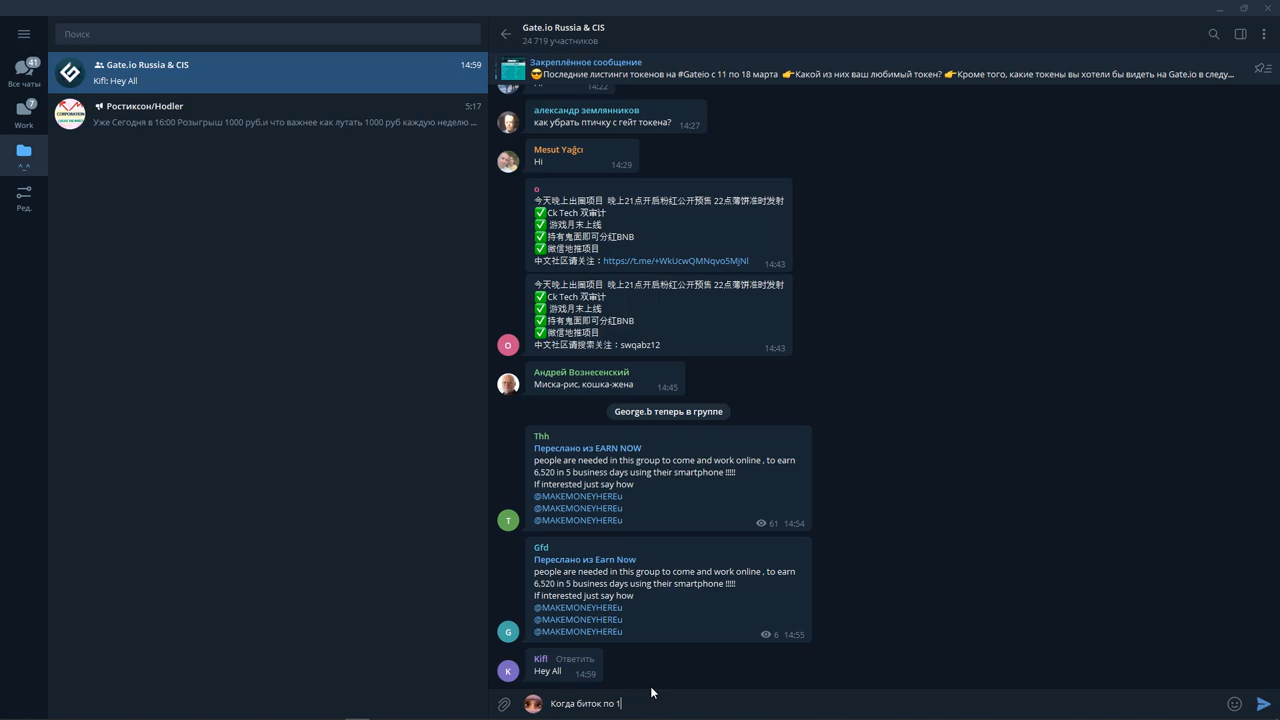 Поиск
Gate.io Russia & CIS
14:59
Kifl: Hey All
Ростиксон/Hodler
5:17
Уже Сегодня в 16:00 Розыгрыш 1000 руб,и что важнее как лутать 1000 руб каждую неделю ...
41
Все чаты
7
Work
^_^
Ред.
Gate.io Russia & CIS
24 719 участников
Закреплённое сообщение
😎Последние листинги токенов на #Gateio с 11 по 18 марта 👉Какой из них ваш любимый токен? 👉Кроме того, какие токены вы хотели бы видеть на Gate.io в следу...
14:22
александр землянников
как убрать птичку с гейт токена?
14:27
Mesut Yağcı
Hi
14:29
o
今天晚上出圈项目 晚上21点开启粉红公开预售 22点薄饼准时发射
✅Ck Tech 双审计
✅ 游戏月末上线
✅持有鬼面即可分红BNB
✅微信地推项目
中文社区请关注：https://t.me/+WkUcwQMNqvo5MjNl
14:43
今天晚上出圈项目 晚上21点开启粉红公开预售 22点薄饼准时发射
✅Ck Tech 双审计
✅ 游戏月末上线
✅持有鬼面即可分红BNB
✅微信地推项目
中文社区请搜索关注：swqabz12
O
14:43
Андрей Вознесенский
Миска-рис, кошка-жена
14:45
George.b теперь в группе
Thh
Переслано из EARN NOW
people are needed in this group to come and work online , to earn
6,520 in 5 business days using their smartphone !!!!!
If interested just say how
@MAKEMONEYHEREu
@MAKEMONEYHEREu
@MAKEMONEYHEREu
T
61 14:54
Gfd
Переслано из Earn Now
people are needed in this group to come and work online , to earn
6,520 in 5 business days using their smartphone !!!!!
If interested just say how
@MAKEMONEYHEREu
@MAKEMONEYHEREu
@MAKEMONEYHEREu
G
6 14:55
Kifl Ответить
Hey All
K
14:59
Когда биток по 1